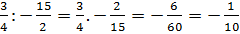 3/4 : - 15/2 = 3/4 . - 2/15 = - 6/60 = - 1/10